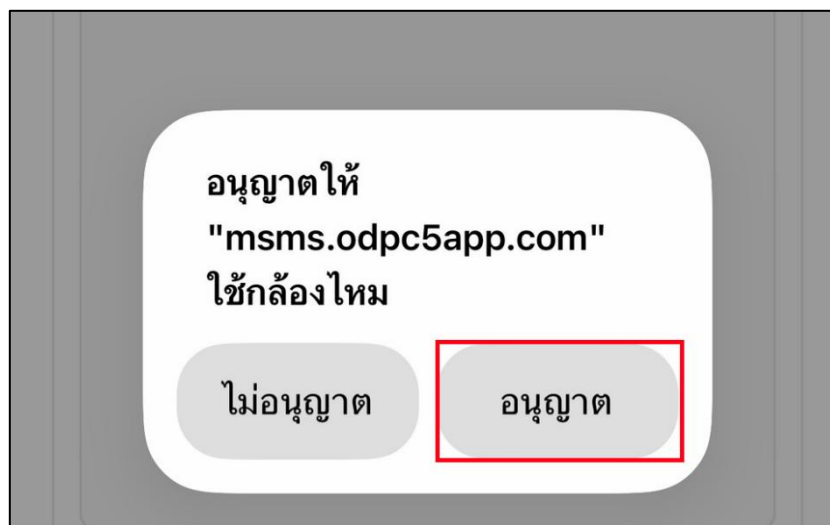 อนุญาตให้
"msms.odpc5app.com"
ใช้กล้องไหม
ไม่อนุญาต
อนุญาต